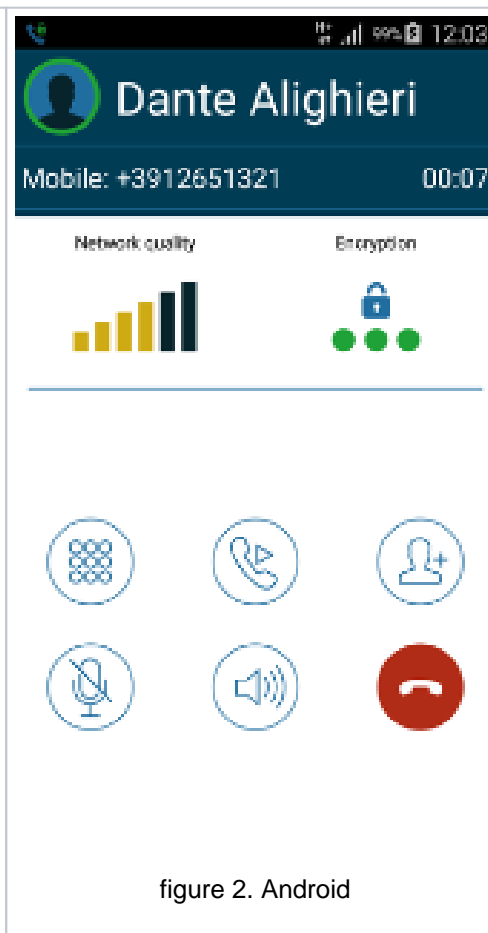 H+ 99% 12:03
Dante Alighieri
Mobile: +3912651321 00:07
Network quality Encryption
figure 2. Android